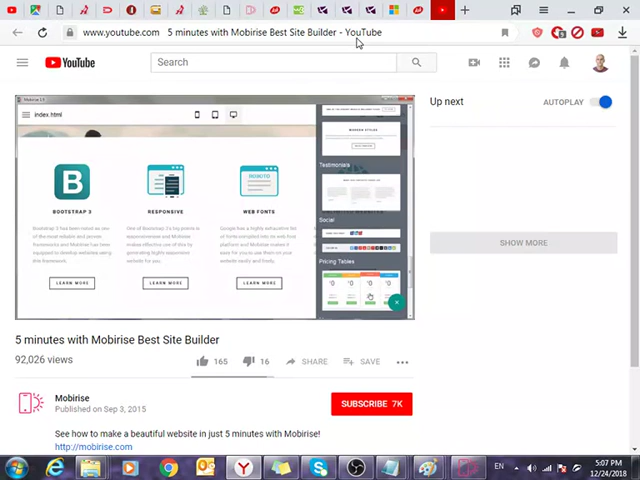 www.youtube.com 5 minutes with Mobirise Best Site Builder - YouTube
YouTube
Search
Up next
AUTOPLAY
index.html
Testimonials
Social
Pricing Tables
BOOTSTRAP 3
RESPONSIVE
WEB FONTS
LEARN MORE
LEARN MORE
LEARN MORE
SHOW MORE
5 minutes with Mobirise Best Site Builder
92,026 views
165
16
SHARE
SAVE
Mobirise
Published on Sep 3, 2015
SUBSCRIBE 7K
See how to make a beautiful website in just 5 minutes with Mobirise!
http://mobirise.com
EN
5:07 PM
12/24/2018